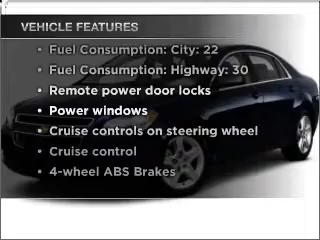 VEHICLE FEATURES
• Fuel Consumption: City: 22
• Fuel Consumption: Highway: 30
• Remote power door locks
• Power windows
• Cruise controls on steering wheel
• Cruise control
• 4-wheel ABS Brakes